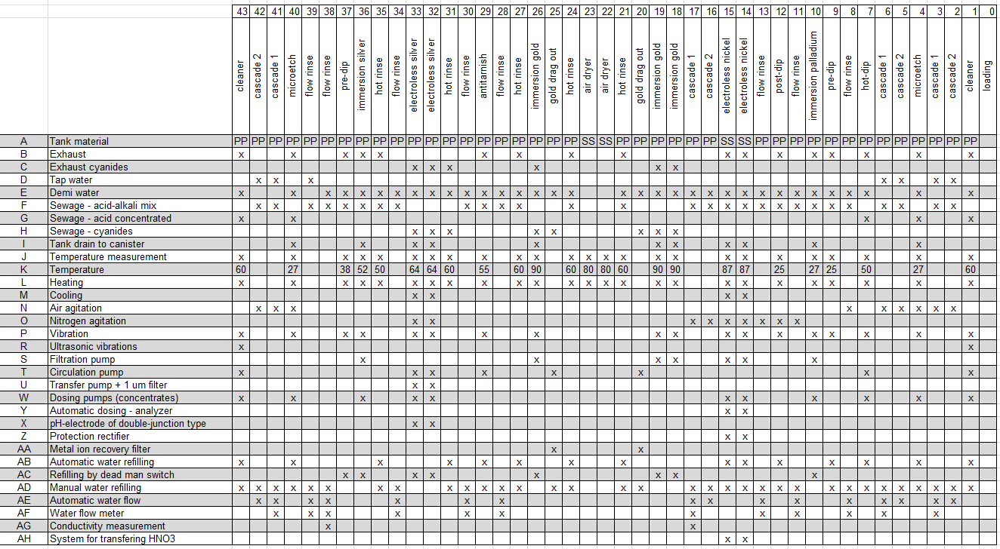 43 42 41 40 39 38 37 36 35 34 33 32 31 30 29 28 27 26 25 24 23 22 21 20 19 18 17 16 15 14 13 12 11 10 9 8 7 6 5 4 3 2 1 0
cleaner
cascade 2
cascade 1
microetch
flow rinse
flow rinse
pre-dip
immersion silver
hot rinse
flow rinse
electroless silver
electroless silver
hot rinse
flow rinse
antitarnish
flow rinse
hot rinse
immersion gold
gold drag out
hot rinse
air dryer
air dryer
hot rinse
gold drag out
immersion gold
immersion gold
cascade 1
cascade 2
electroless nickel
electroless nickel
flow rinse
post-dip
flow rinse
immersion palladium
pre-dip
flow rinse
hot-dip
cascade 1
cascade 2
microetch
cascade 1
cascade 2
cleaner
loading
A Tank material PP PP PP PP PP PP PP PP PP PP PP PP PP PP PP PP PP PP PP PP SS SS PP PP PP PP PP PP SS SS PP PP PP PP PP PP PP PP PP PP PP PP PP
B Exhaust x x x x x x x x x x x x x x x x x
C Exhaust cyanides x x x x x x
D Tap water x x x x x x x
E Demi water x x x x x x x x x x x x x x x x x x x x x x x x x x x x x x x x x x
F Sewage - acid-alkali mix x x x x x x x x x x x x x x x x x x x x x x x x x x x x
G Sewage - acid concentrated x x x x x
H Sewage - cyanides x x x x x x x x
I Tank drain to canister x x x x x x x x x x x
J Temperature measurement x x x x x x x x x x x x x x x x x x x x x x x x x
K Temperature 60 27 38 52 50 64 64 60 55 60 90 60 80 80 60 90 90 87 87 25 27 25 50 27 60
L Heating x x x x x x x x x x x x x x x x x x x x x x x x x
M Cooling x x x x
N Air agitation x x x x x x x x x
O Nitrogen agitation x x x x x x x x x
P Vibration x x x x x x x x x x x x x x x x x x
R Ultrasonic vibrations x x
S Filtration pump x x x x x x x
T Circulation pump x x x x x x x x
U Transfer pump + 1 um filter x x
W Dosing pumps (concentrates) x x x x x x x x x x x
Y Automatic dosing - analyzer x x
X pH-electrode of double-junction type x x
Z Protection rectifier x x
AA Metal ion recovery filter x x
AB Automatic water refilling x x x x x x x x x x x x x x x
AC Refilling by dead man switch x x x x x x x x
AD Manual water refilling x x x x x x x x x x x x x x x x x x x x x x x x x x x x x x x x x
AE Automatic water flow x x x x x x x x x x x x x x x x
AF Water flow meter x x x x x x x x x x x x
AG Conductivity measurement x x
AH System for transfering HNO3 x x